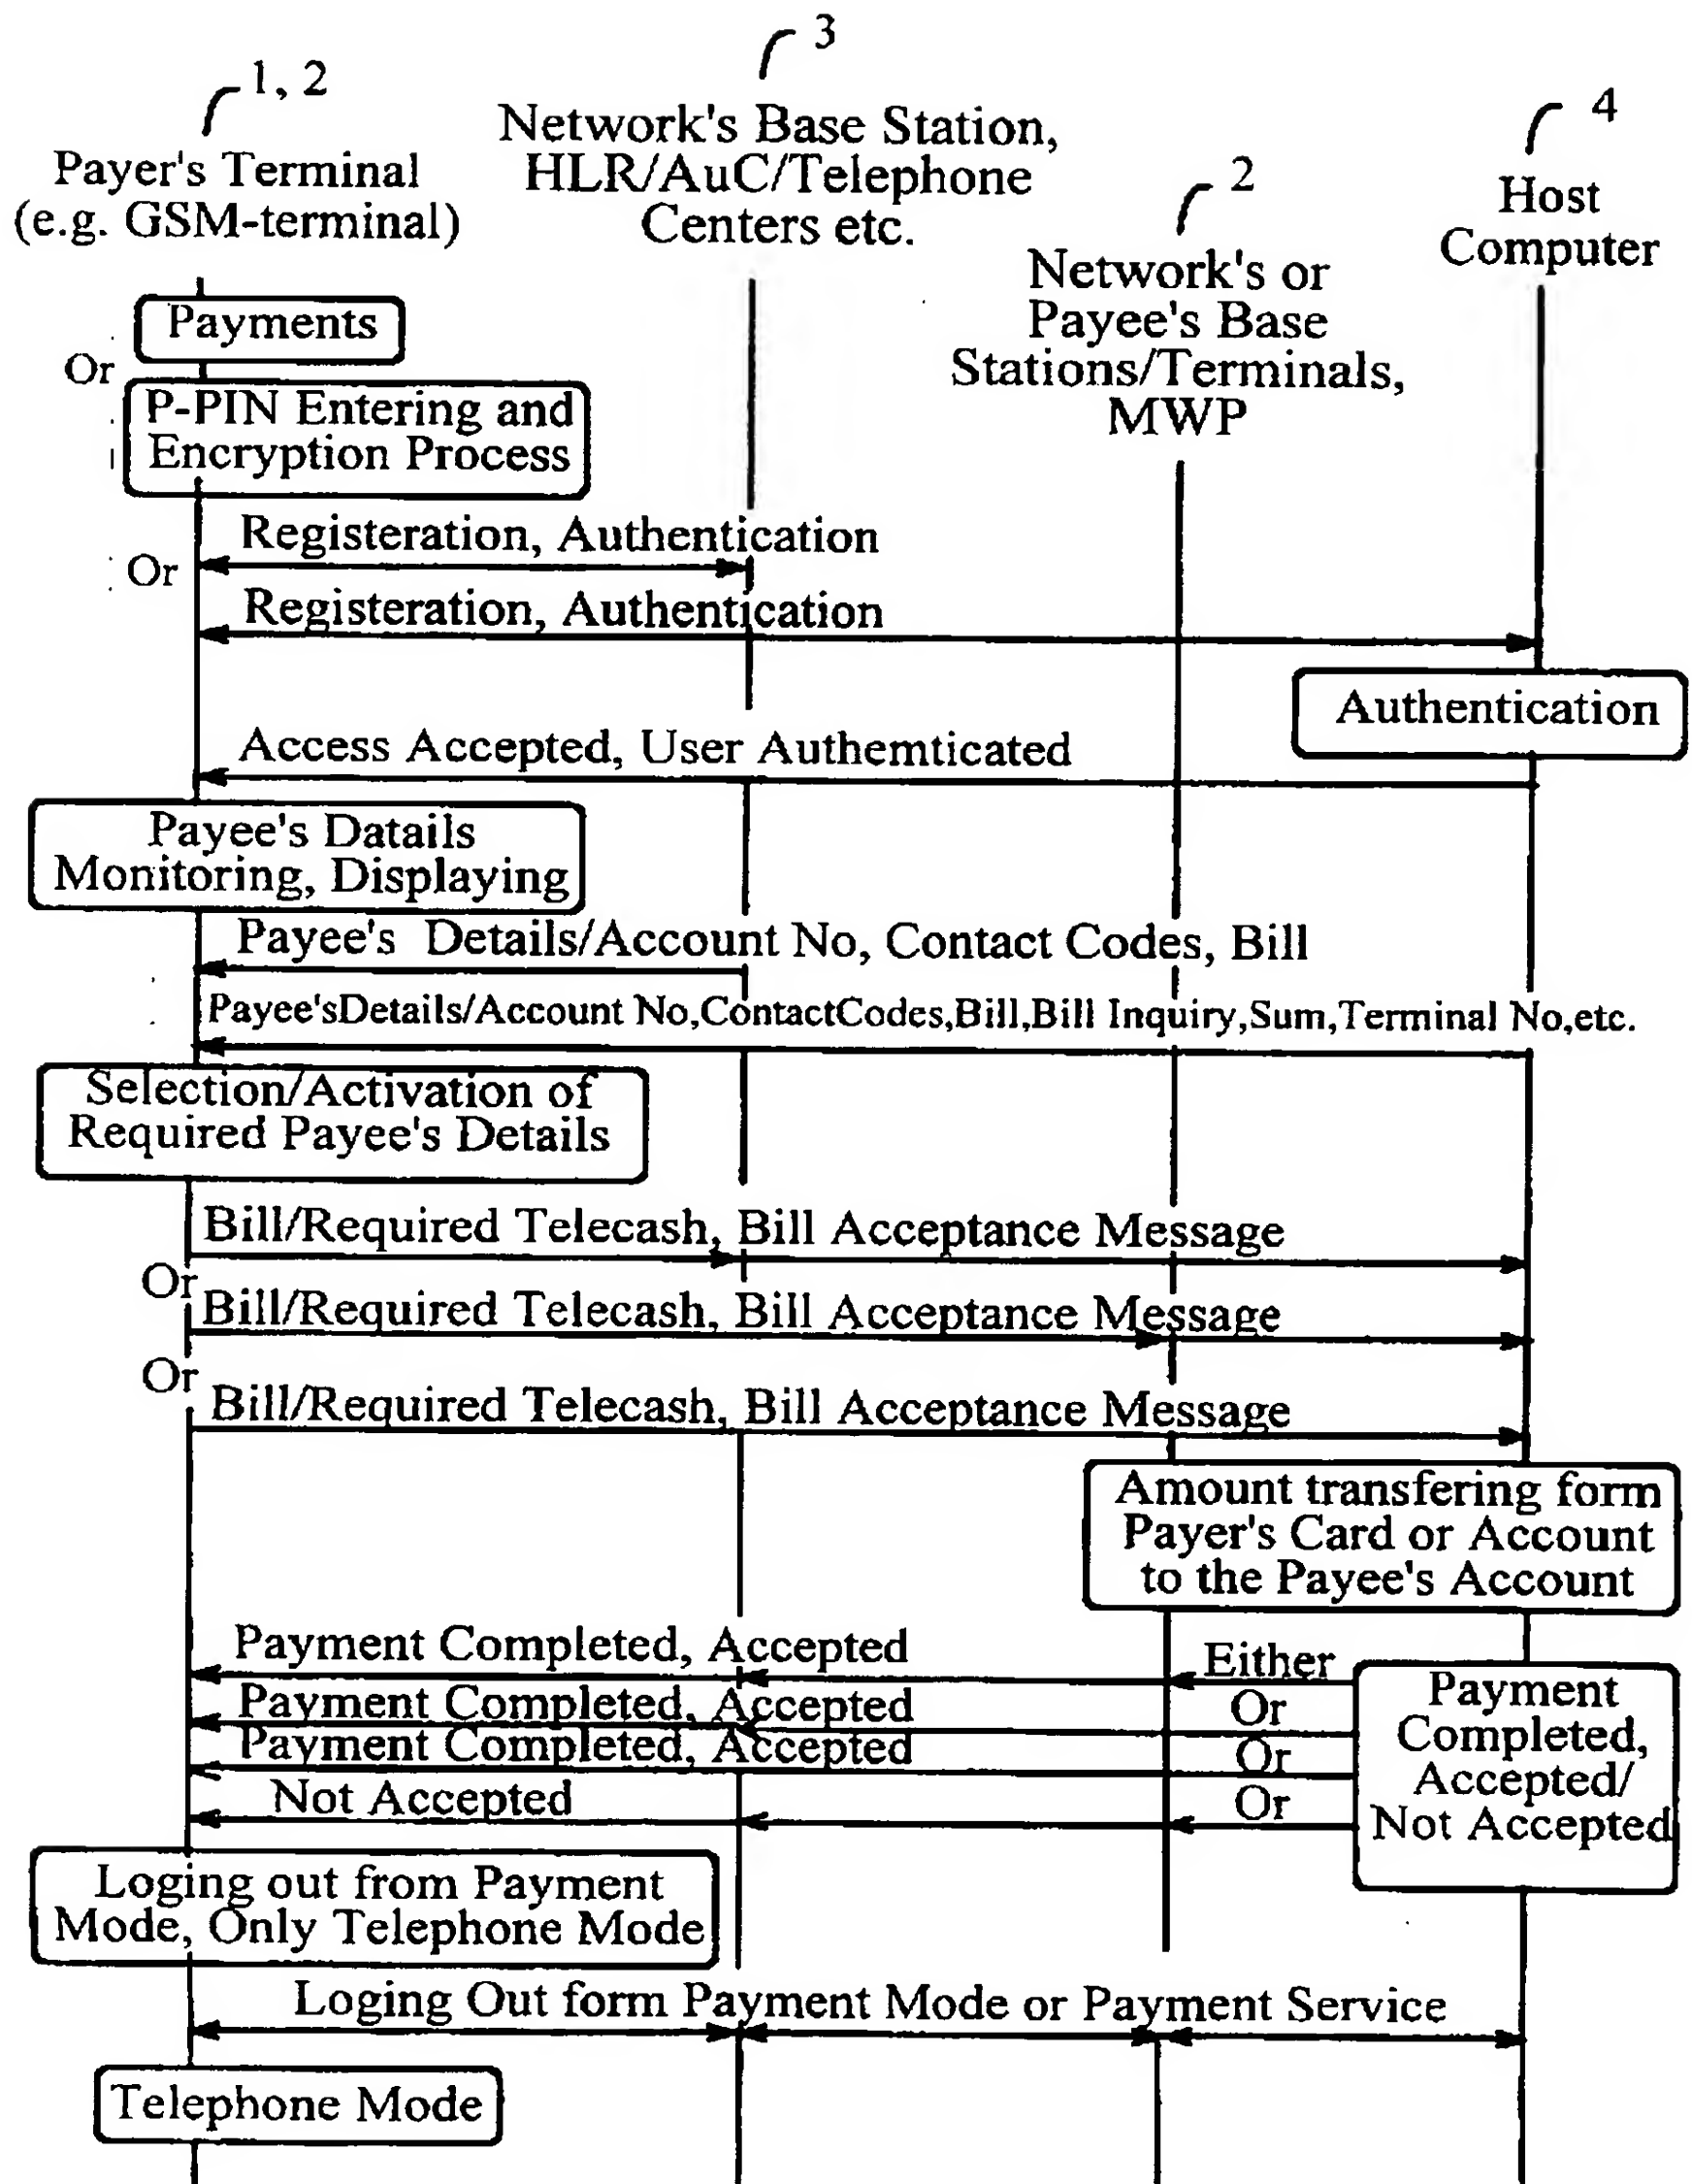 3
1, 2
4
Network's Base Station,
HLR/AuC/Telephone
Centers etc.
Payer's Terminal
(e.g. GSM-terminal)
2
Host
Computer
Network's or
Payee's Base
Stations/Terminals,
MWP
Payments
Or
P-PIN Entering and
Encryption Process
Registeration, Authentication
Or
Registeration, Authentication
Authentication
Access Accepted, User Authemticated
Payee's Datails
Monitoring, Displaying
Payee's Details/Account No, Contact Codes, Bill
Payee'sDetails/Account No,ContactCodes,Bill,Bill Inquiry,Sum,Terminal No,etc.
Selection/Activation of
Required Payee's Details
Bill/Required Telecash, Bill Acceptance Message
Or
Bill/Required Telecash, Bill Acceptance Message
Or
Bill/Required Telecash, Bill Acceptance Message
Amount transfering form
Payer's Card or Account
to the Payee's Account
Payment Completed, Accepted
Either
Payment Completed, Accepted
Or
Payment Completed, Accepted
Or
Not Accepted
Or
Payment
Completed,
Accepted/
Not Accepted
Loging out from Payment
Mode, Only Telephone Mode
Loging Out form Payment Mode or Payment Service
Telephone Mode